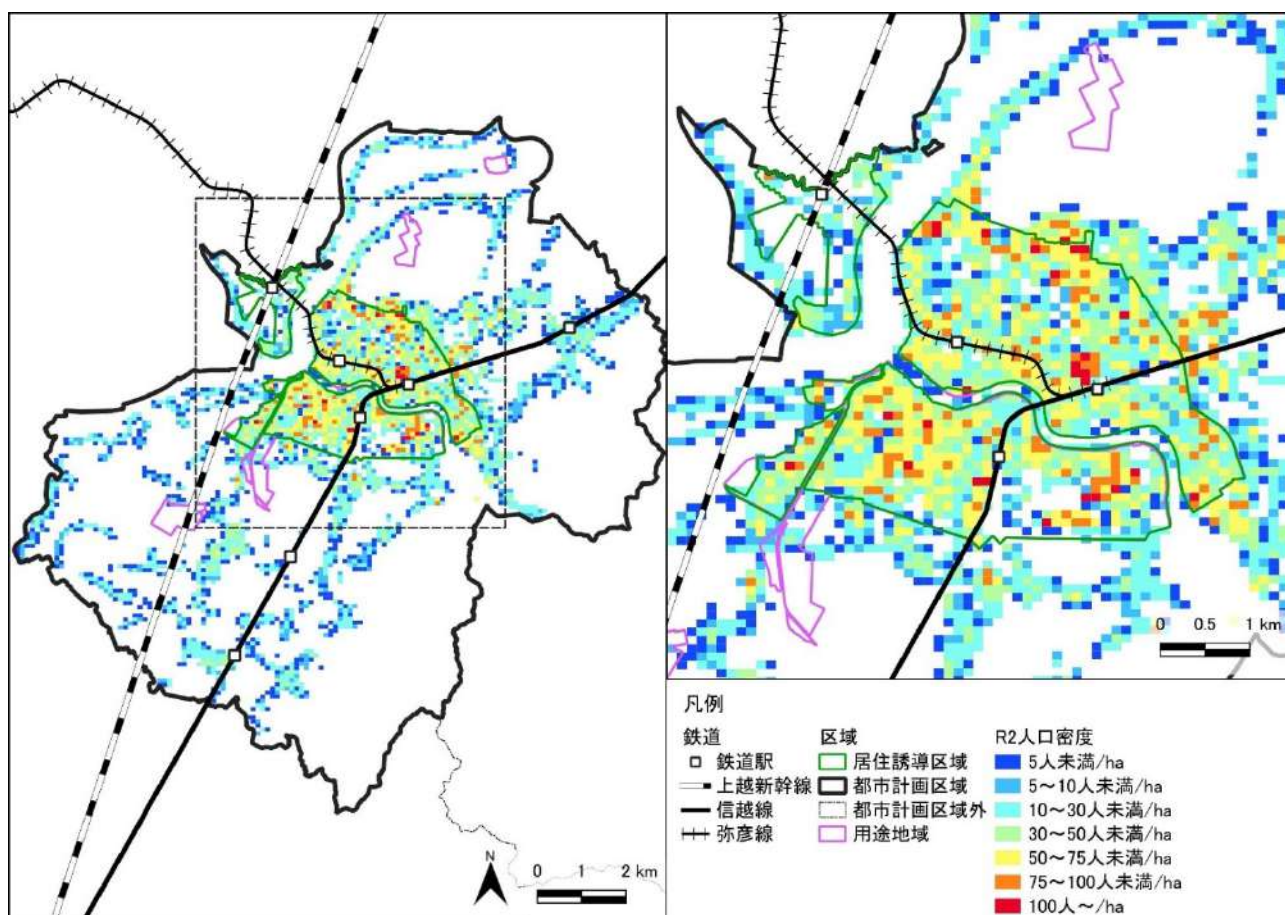 N
0 1 2 km
0 0.5 1 km
凡例
鉄道
鉄道駅
上越新幹線
信越線
弥彦線
区域
居住誘導区域
都市計画区域
都市計画区域外
用途地域
R2人口密度
5人未満/ha
5～10人未満/ha
10～30人未満/ha
30～50人未満/ha
50～75人未満/ha
75～100人未満/ha
100人～/ha